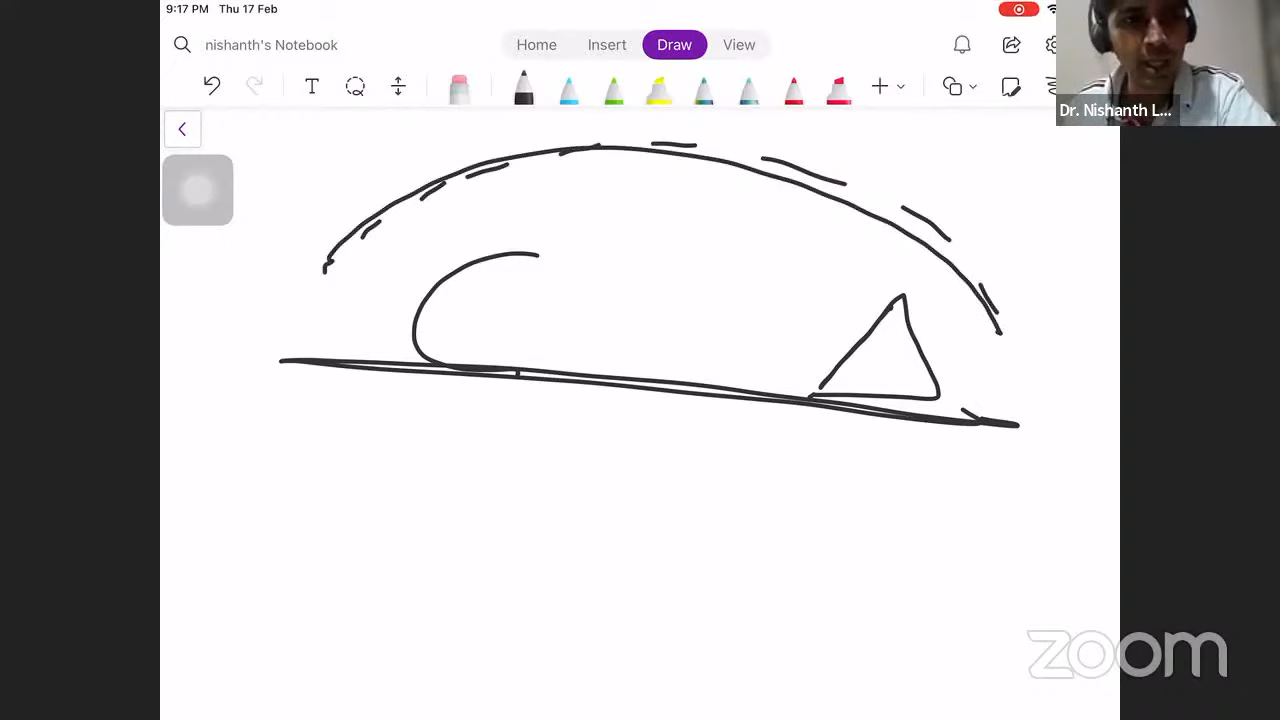 9:17 PM Thu 17 Feb
nishanth's Notebook
Home Insert Draw View
T
Dr. Nishanth L...
zoom